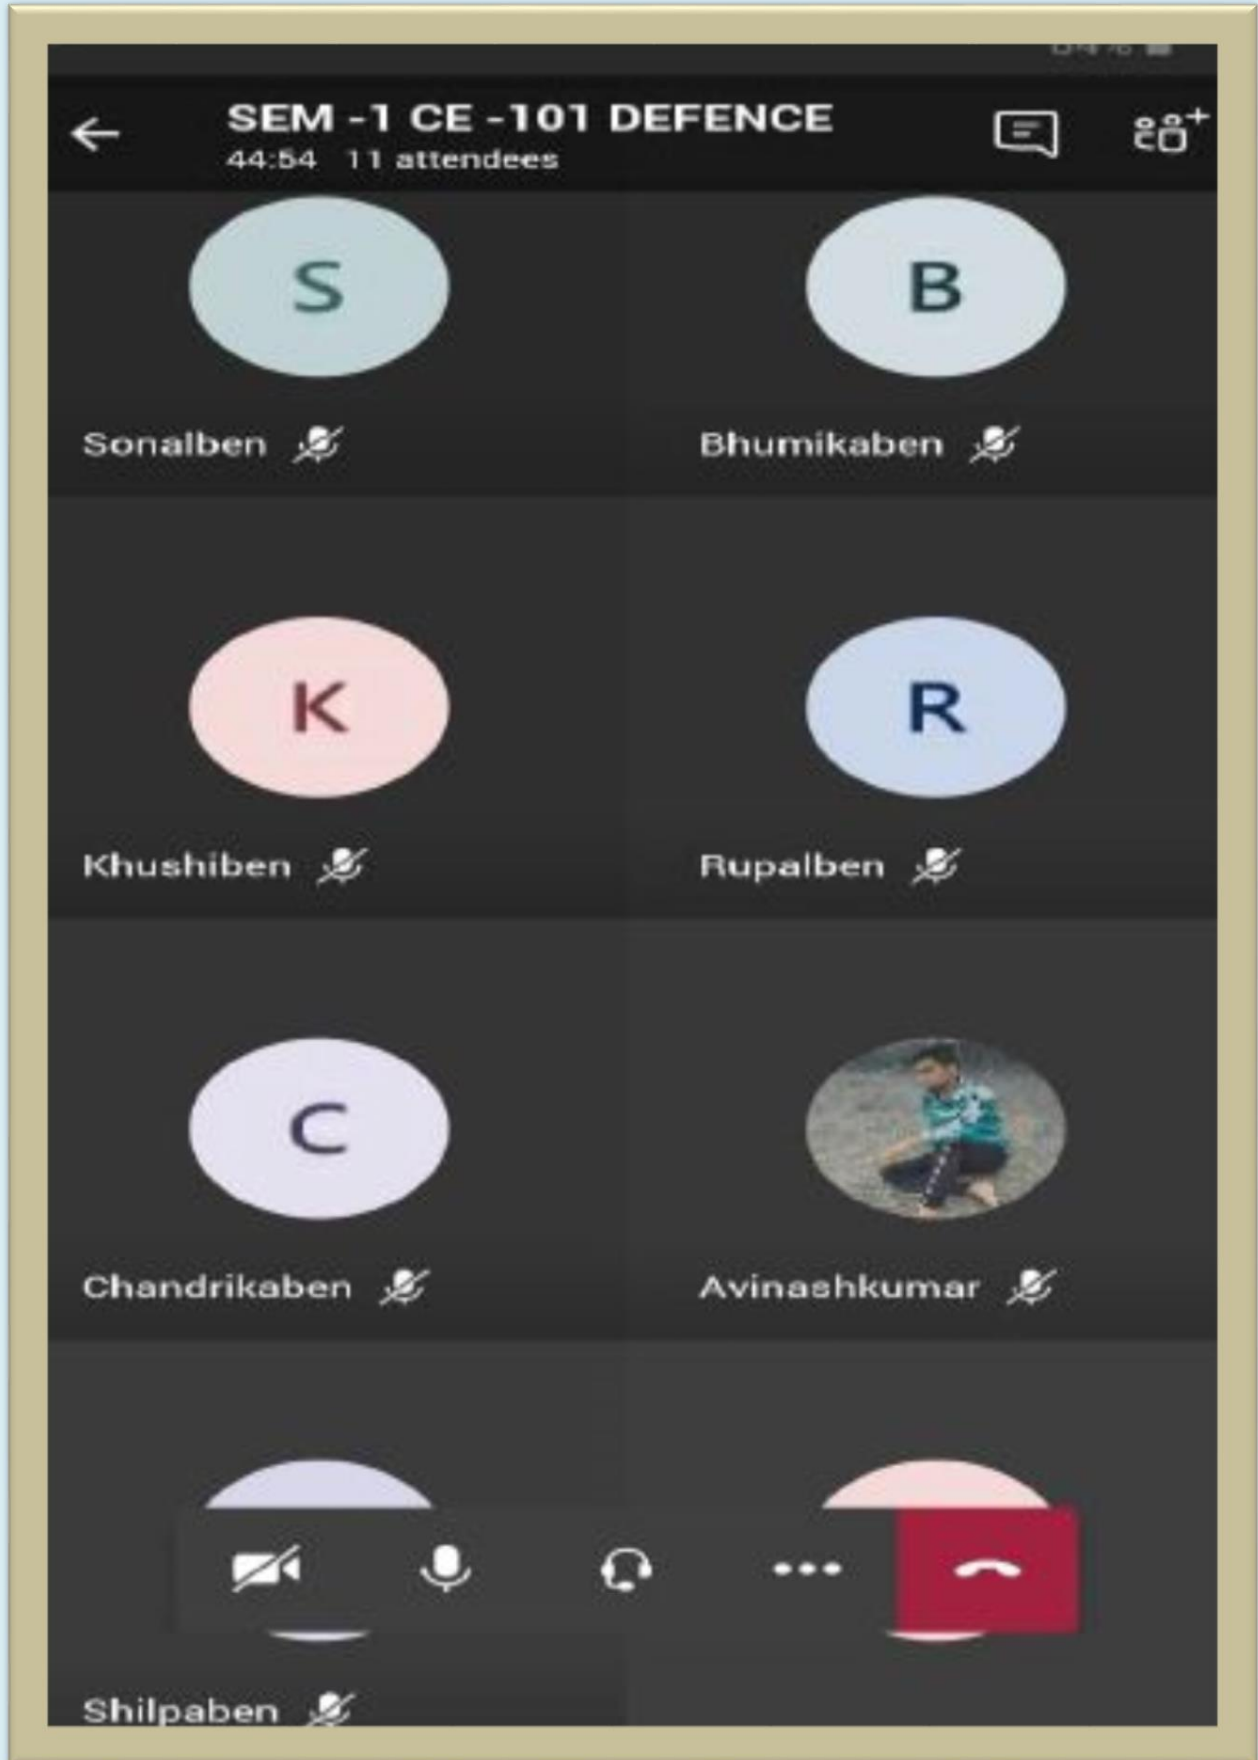 SEM -1 CE -101 DEFENCE
44:54 11 attendees
S
B
Sonalben
Bhumikaben
K
R
Khushiben
Rupalben
C
Chandrikaben
Avinashkumar
Shilpaben